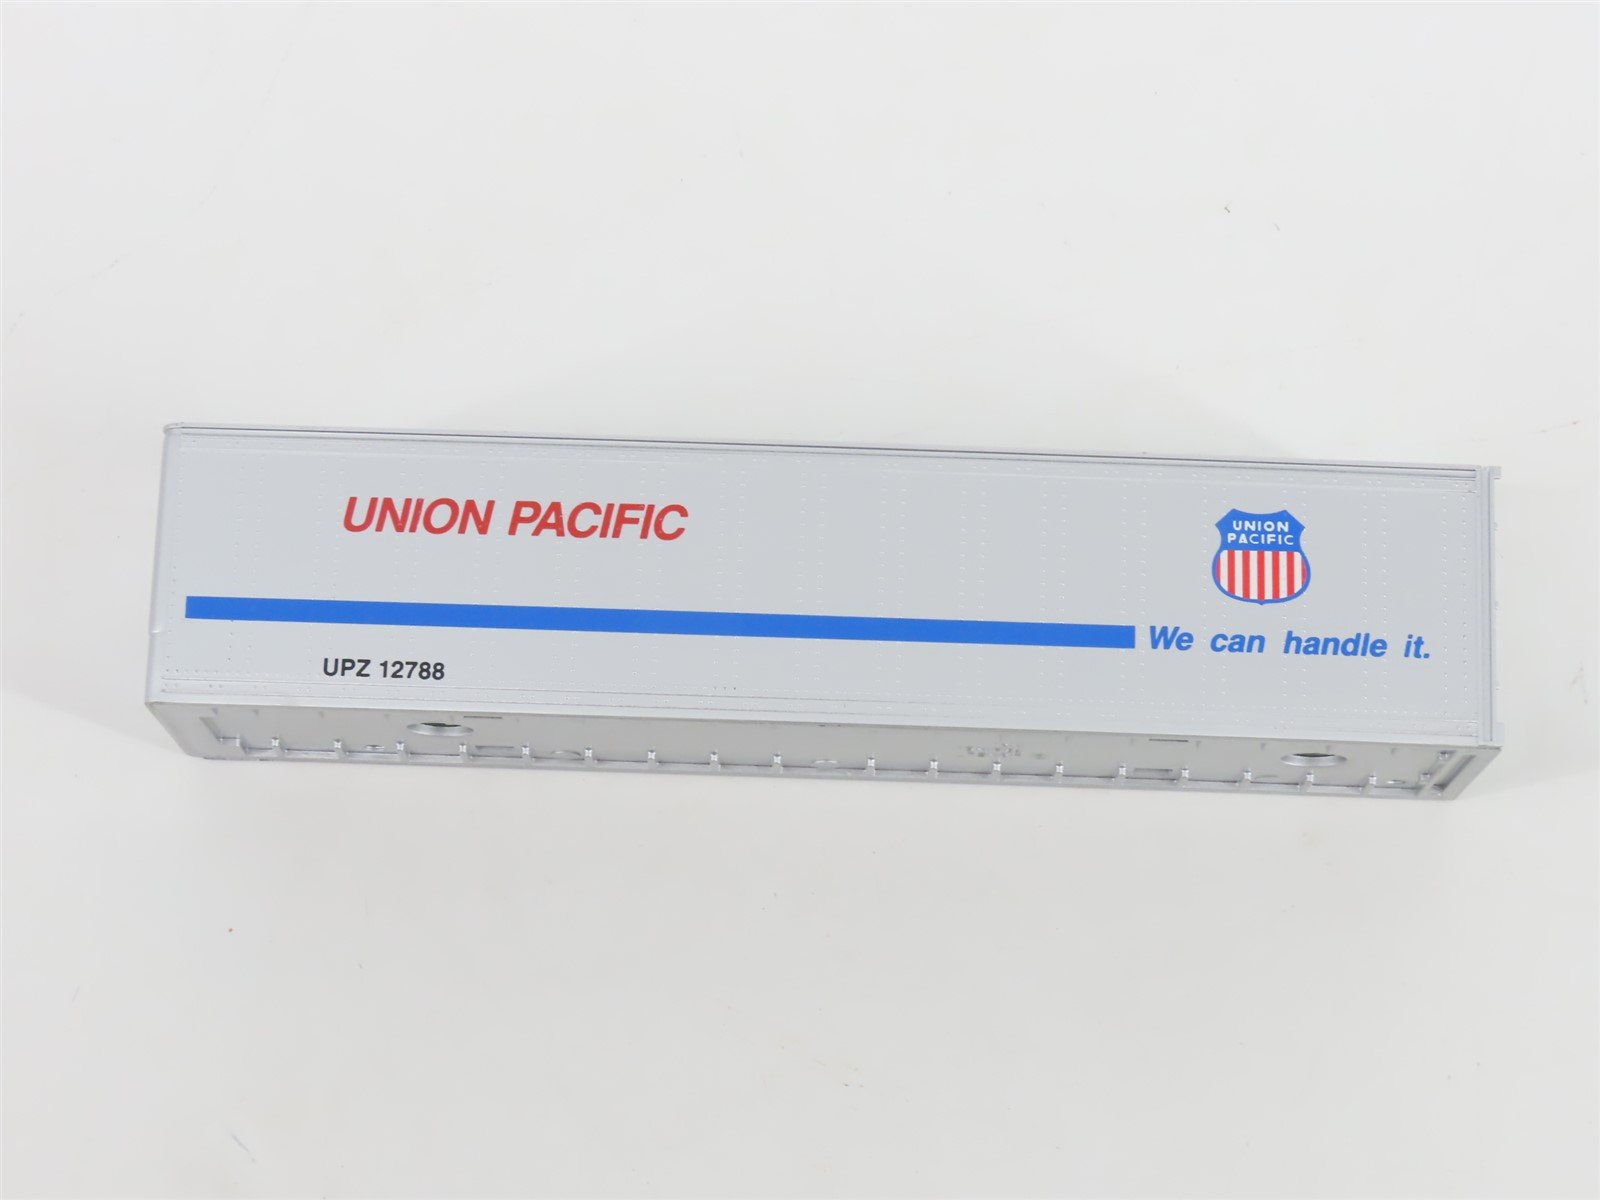 UNION PACIFIC
UNION
PACIFIC
We can handle it.
UPZ 12788